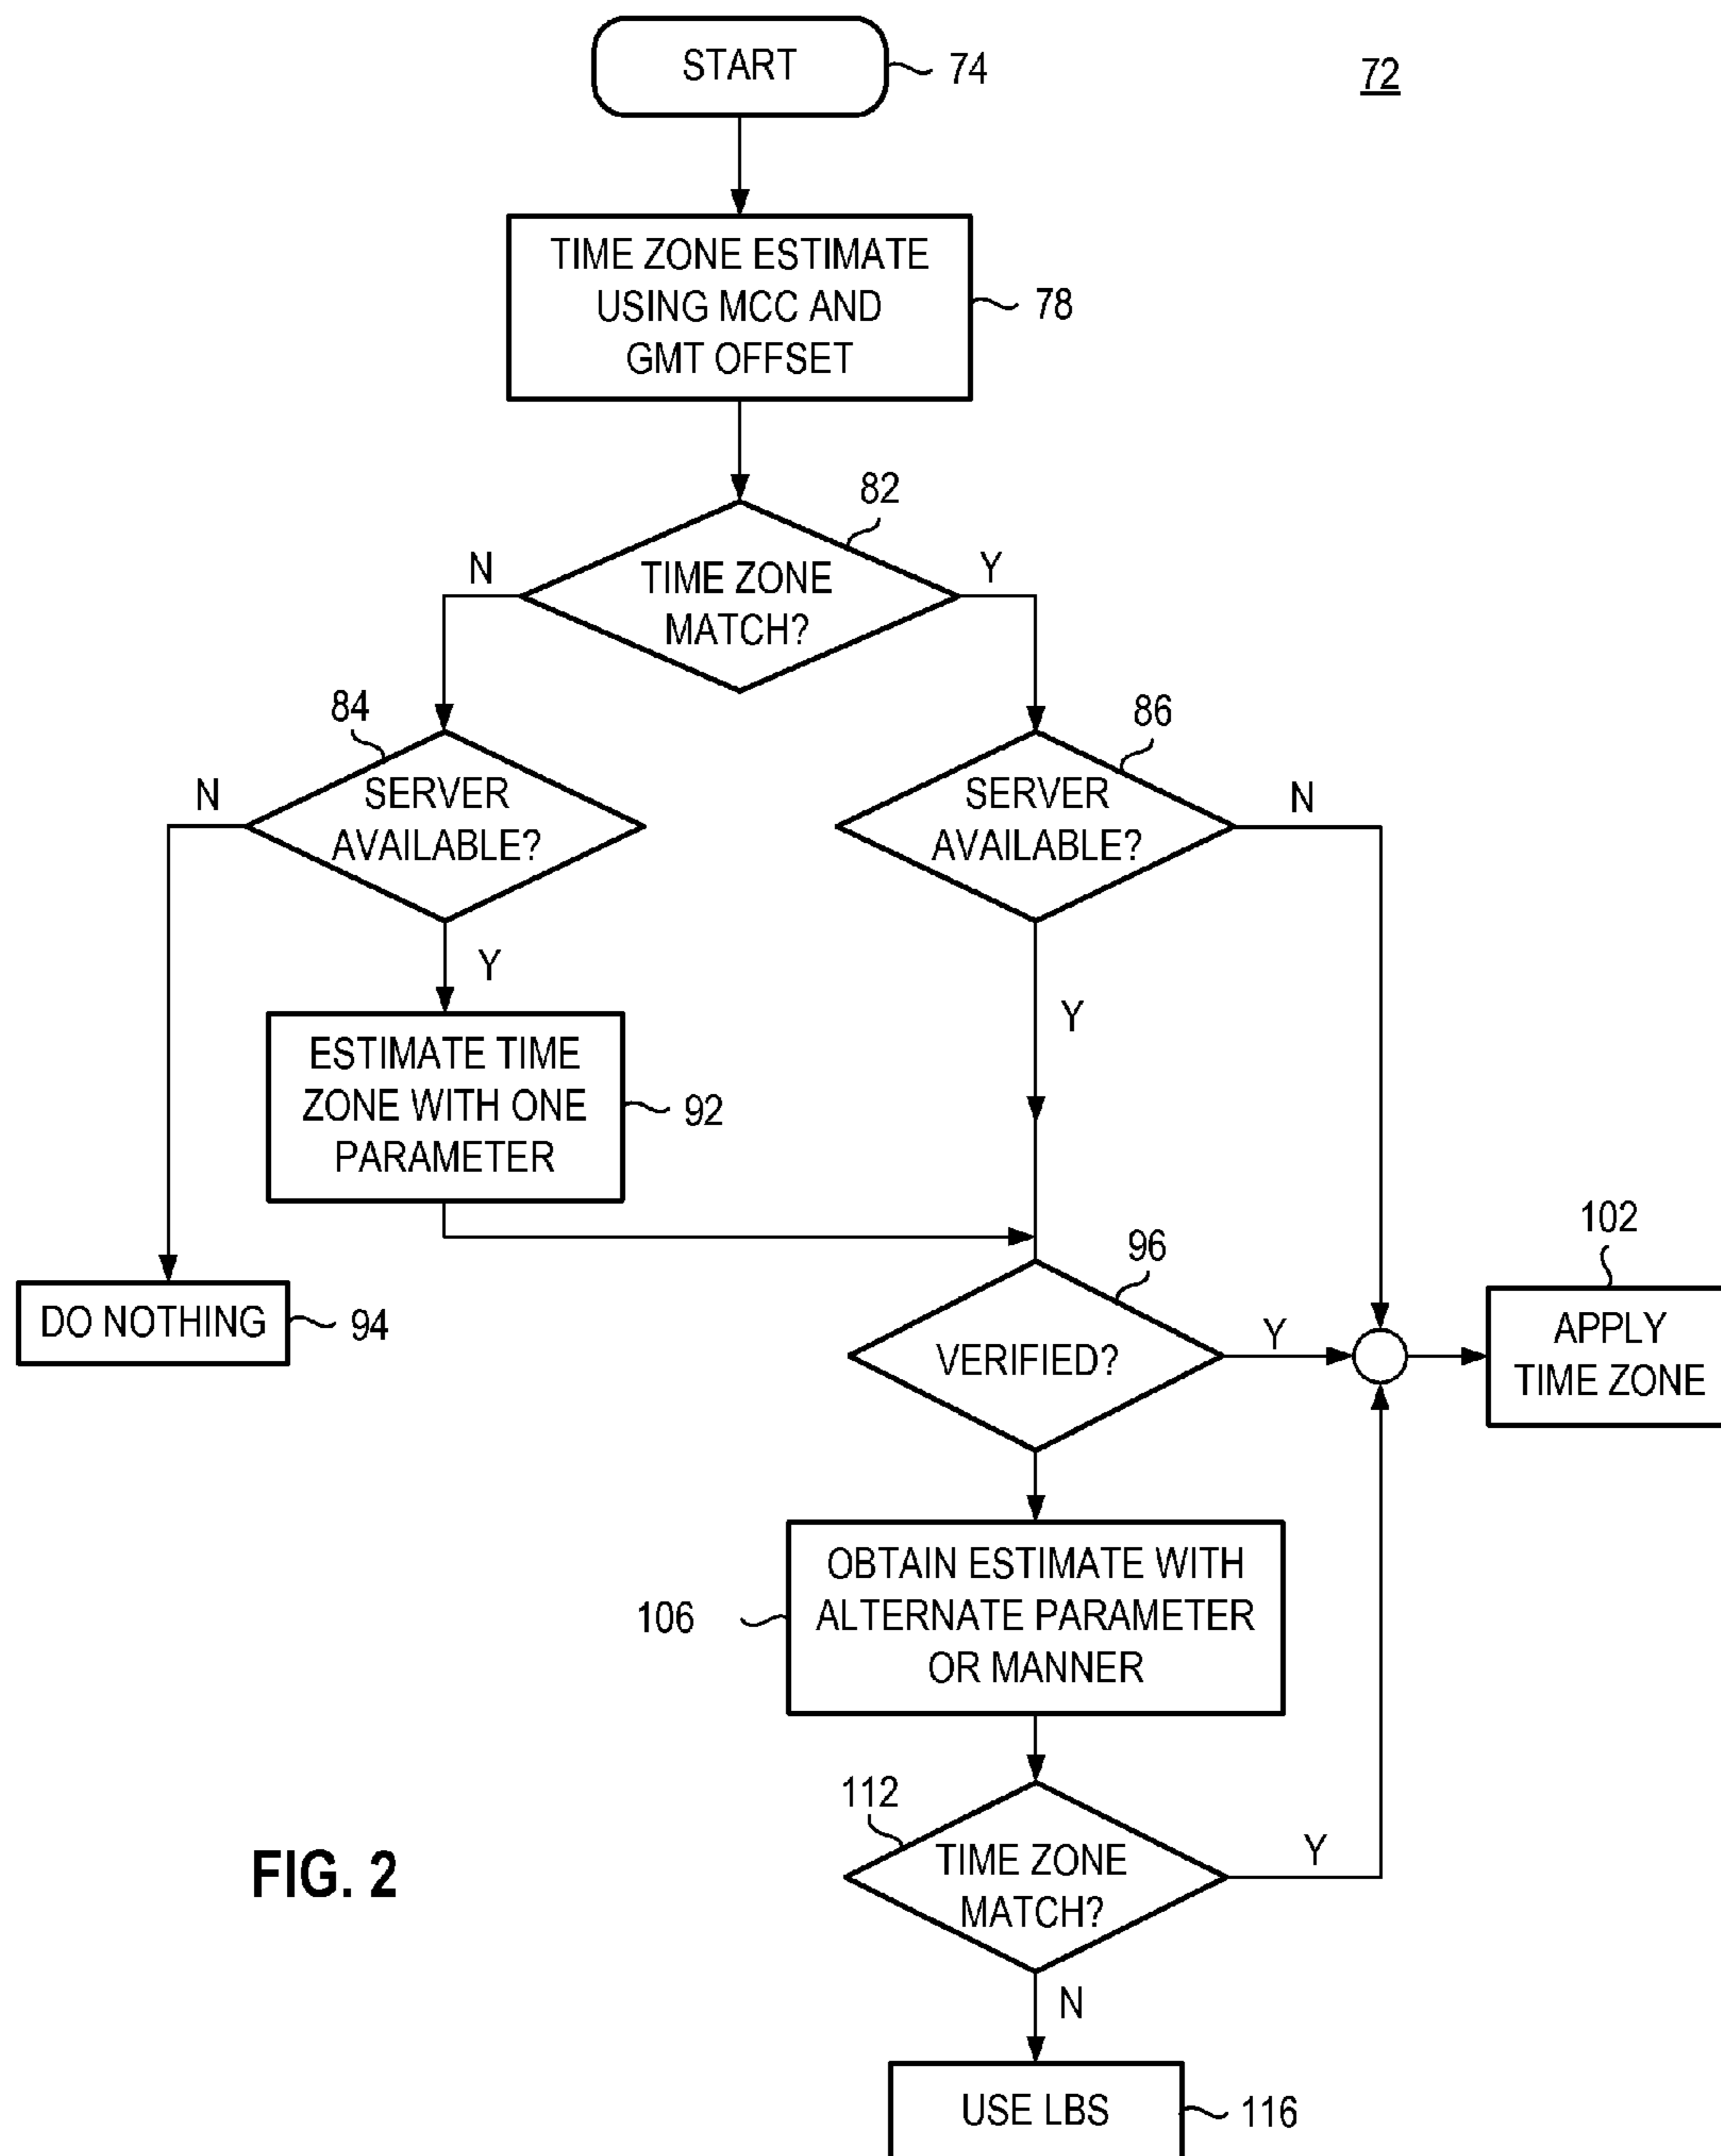 START
74
72
TIME ZONE ESTIMATE
USING MCC AND
GMT OFFSET
78
82
N
Y
TIME ZONE
MATCH?
84
86
N
SERVER
AVAILABLE?
SERVER
AVAILABLE?
N
Y
Y
ESTIMATE TIME
ZONE WITH ONE
PARAMETER
92
102
96
DO NOTHING
94
VERIFIED?
Y
APPLY
TIME ZONE
OBTAIN ESTIMATE WITH
ALTERNATE PARAMETER
OR MANNER
106
112
TIME ZONE
MATCH?
Y
FIG. 2
N
USE LBS
116